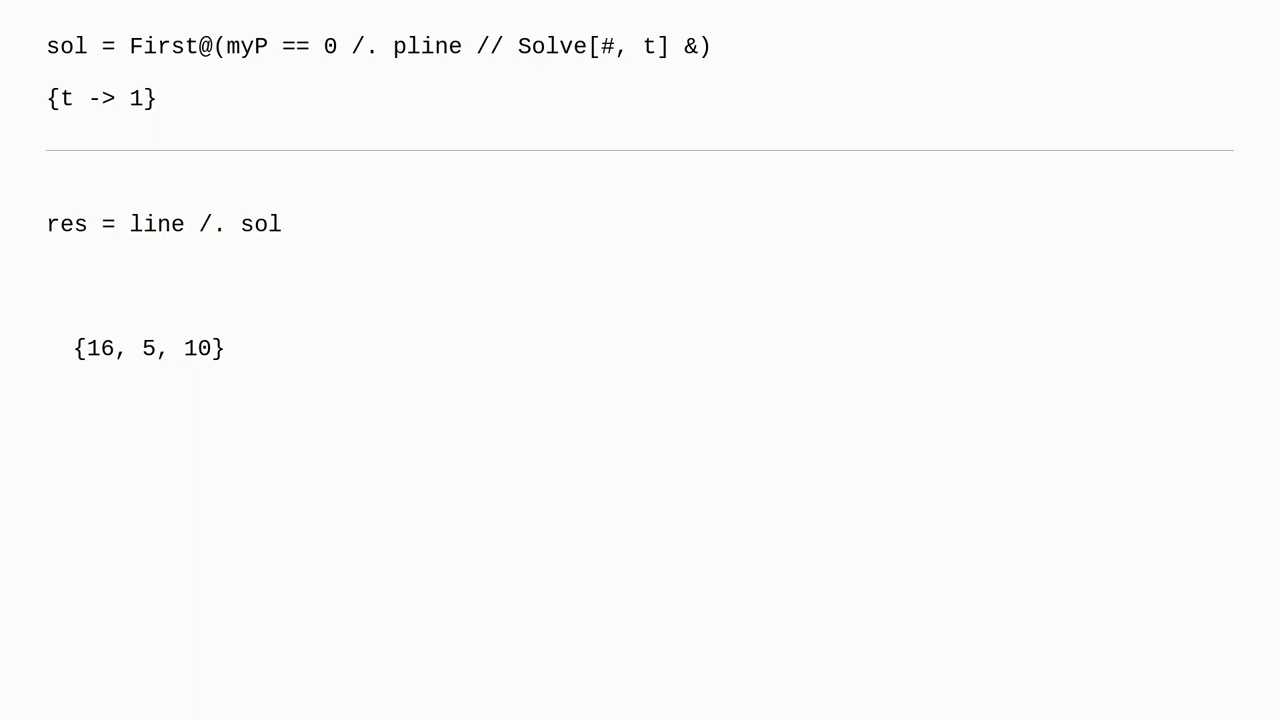 sol = First@(myP == 0 /. pline // Solve[#, t] &)
{t -> 1}
res = line /. sol
{16, 5, 10}